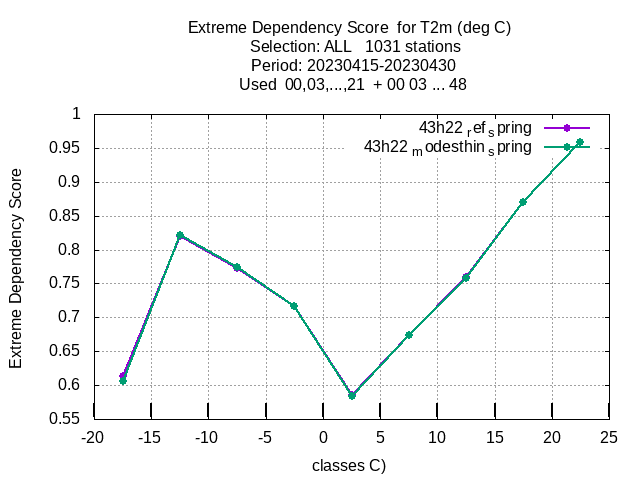 Extreme Dependency Score  for T2m (deg C)
Selection: ALL   1031 stations
Period: 20230415-20230430
Used  00,03,...,21  + 00 03 ... 48
43h22 ref spring
43h22 modesthin spring
Extreme Dependency Score
1
0.95
0.9
0.85
0.8
0.75
0.7
0.65
0.6
0.55
-20 -15 -10 -5 0 5 10 15 20 25
classes C)